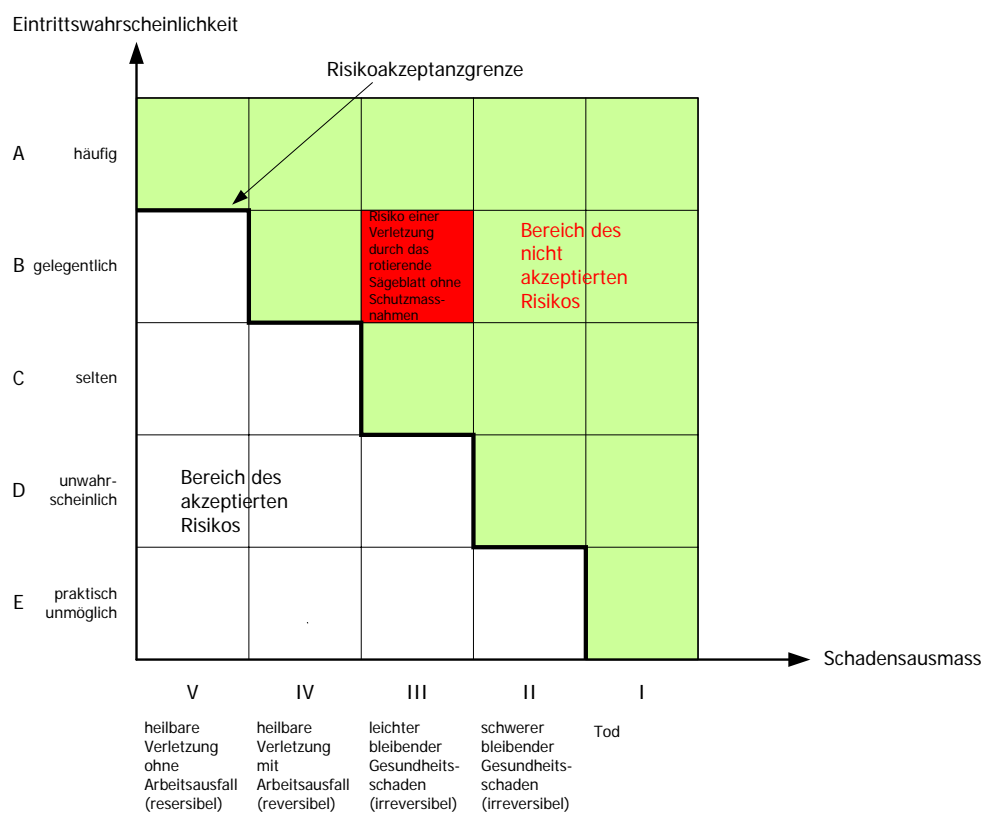 Eintrittswahrscheinlichkeit
Risikoakzeptanzgrenze
A häufig
B gelegentlich
Risiko einer
Verletzung
durch das
rotierende
Sägeblatt ohne
Schutzmass-
nahmen
Bereich des
nicht
akzeptierten
Risikos
C selten
D unwahr-
scheinlich
Bereich des
akzeptierten
Risikos
E praktisch
unmöglich
Schadensausmass
V
IV
III
II
I
heilbare
Verletzung
ohne
Arbeitsausfall
(resersibel)
heilbare
Verletzung
mit
Arbeitsausfall
(reversibel)
leichter
bleibender
Gesundheits-
schaden
(irreversibel)
schwerer
bleibender
Gesundheits-
schaden
(irreversibel)
Tod